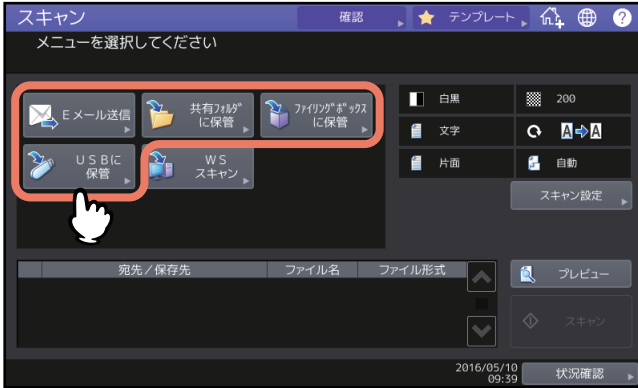 スキャン
確認
テンプレート
?
メニューを選択してください
Eメール送信
共有フォルダ
に保管
ファイリングボックス
に保管
USBに
保管
WS
スキャン
白黒
200
文字
A A
片面
自動
スキャン設定
宛先/保存先
ファイル名
ファイル形式
プレビュー
スキャン
2016/05/10
09:39
状況確認